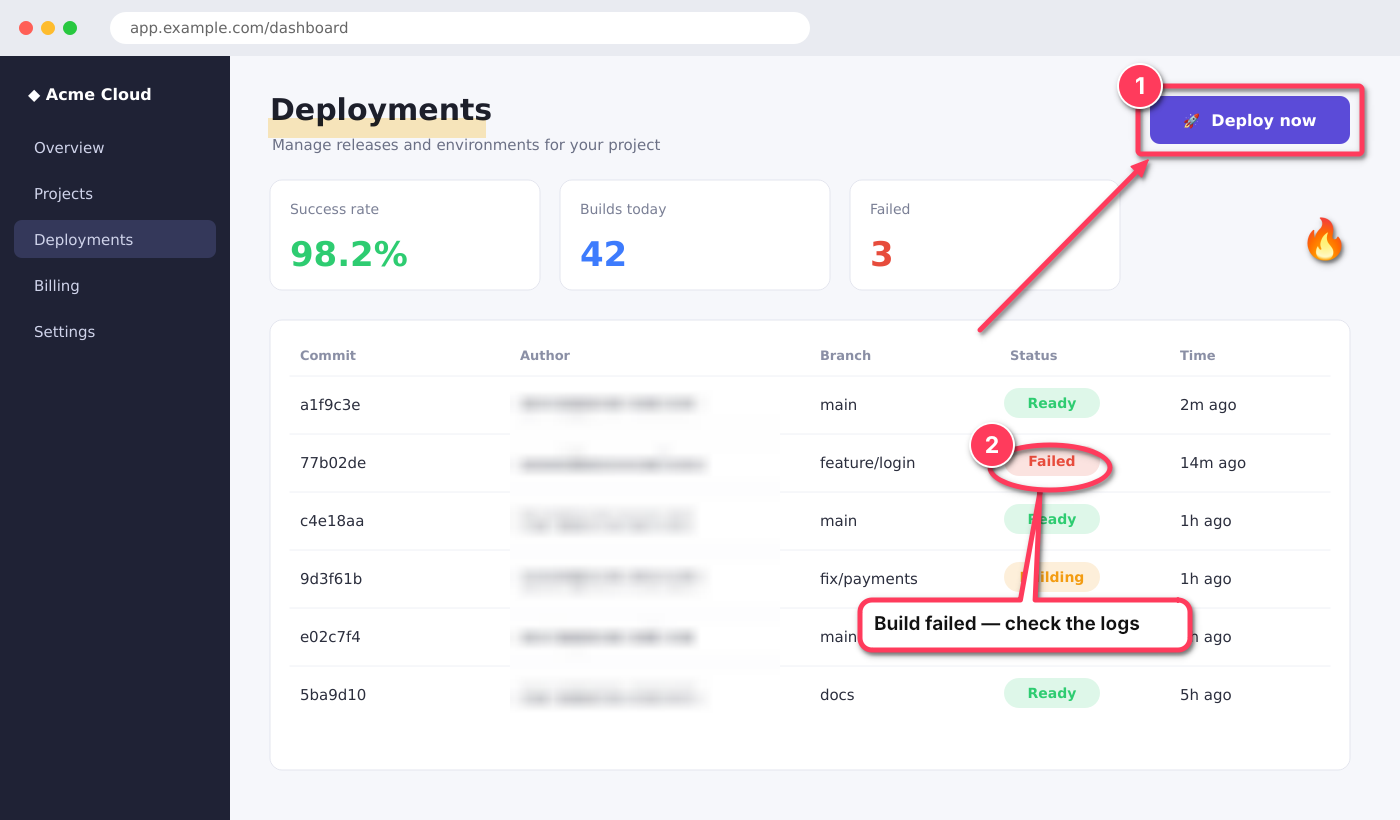 app.example.com/dashboard
Acme Cloud
Overview
Projects
Deployments
Billing
Settings
Deployments
Manage releases and environments for your project
1
Deploy now
Success rate
98.2%
Builds today
42
Failed
3
Commit Author Branch Status Time
a1f9c3e main Ready 2m ago
77b02de feature/login 2 Failed 14m ago
c4e18aa main Ready 1h ago
9d3f61b fix/payments 1h ago
e02c7f4 main ago
Build failed — check the logs
5ba9d10 docs Ready 5h ago